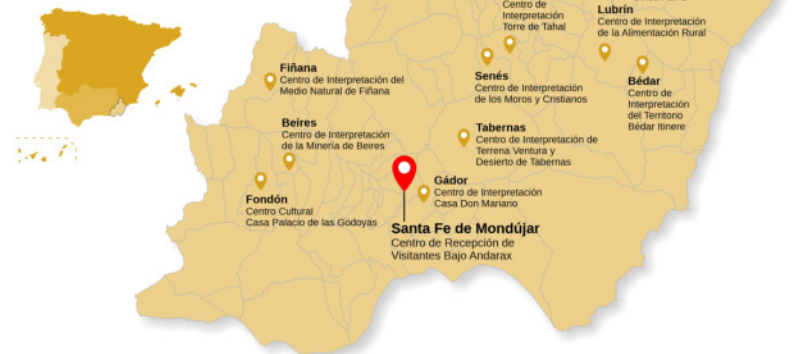 Centro de
Interpretación
Torre de Tahal
Lubrín
Centro de Interpretación
de la Alimentación Rural
Fiñana
Centro de Interpretación del
Medio Natural de Fiñana
Senés
Centro de Interpretación
de los Moros y Cristianos
Bédar
Centro de
Interpretación
del Territorio
Bédar Itinere
Beires
Centro de Interpretación
de la Minería de Beires
Tabernas
Centro de Interpretación de
Terrena Ventura y
Desierto de Tabernas
Gádor
Centro de Interpretación
Casa Don Mariano
Fondón
Centro Cultural
Casa Palacio de las Godoyas
Santa Fe de Mondújar
Centro de Recepción de
Visitantes Bajo Andarax